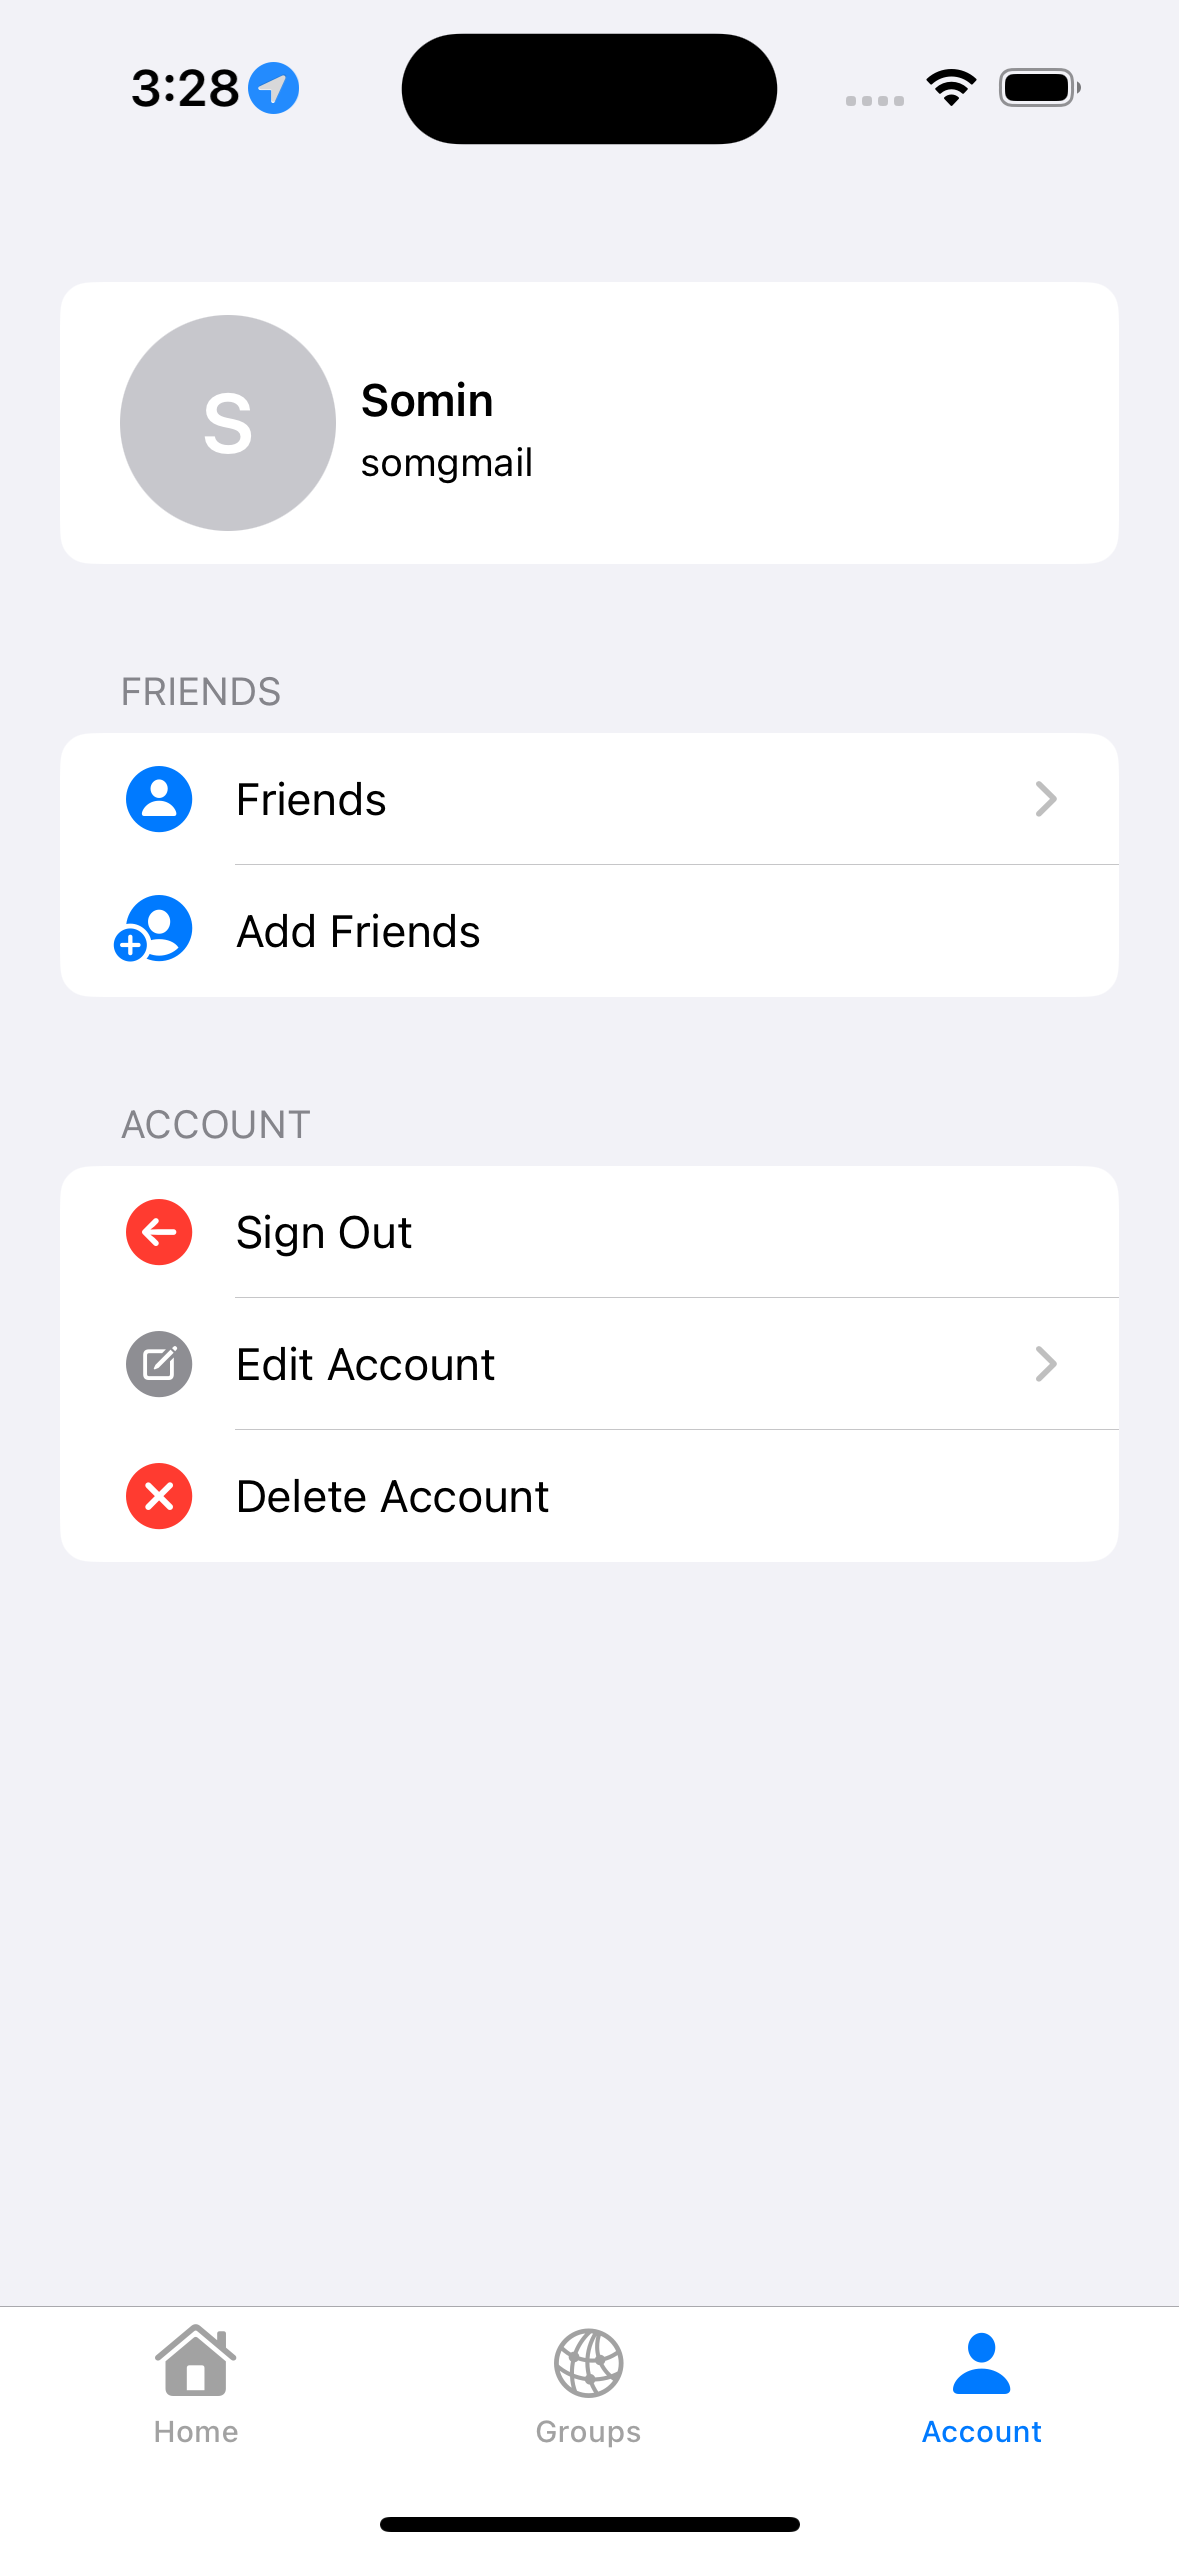 3:28
S
Somin
somgmail
FRIENDS
Friends
Add Friends
ACCOUNT
Sign Out
Edit Account
Delete Account
Home Groups Account